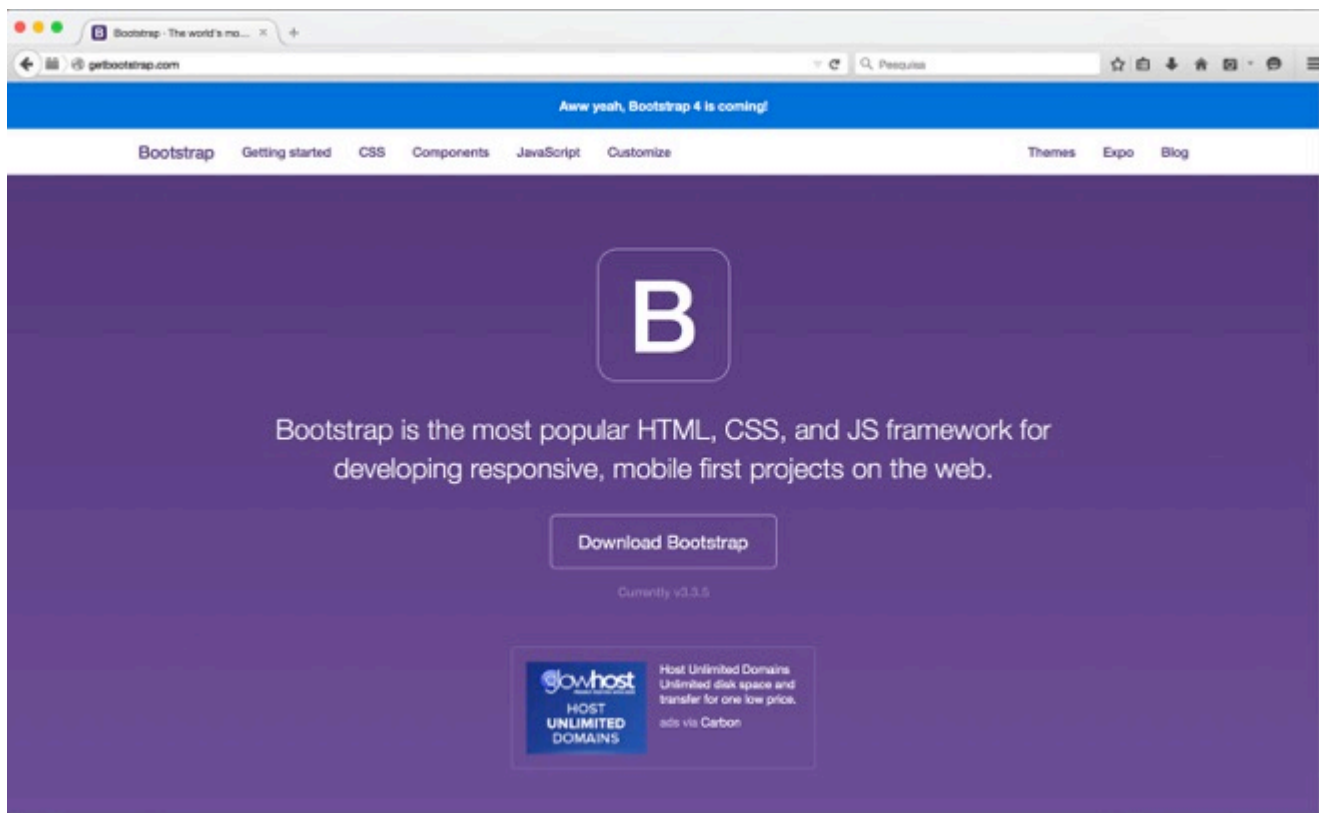 B Bootstrap · The world's mo... × +
getbootstrap.com Pesquisa
Aww yeah, Bootstrap 4 is coming!
Bootstrap Getting started CSS Components JavaScript Customize Themes Expo Blog
B
Bootstrap is the most popular HTML, CSS, and JS framework for
developing responsive, mobile first projects on the web.
Download Bootstrap
Currently v3.3.5
glowhost
HOST
UNLIMITED
DOMAINS
Host Unlimited Domains
Unlimited disk space and
transfer for one low price.
ads via Carbon